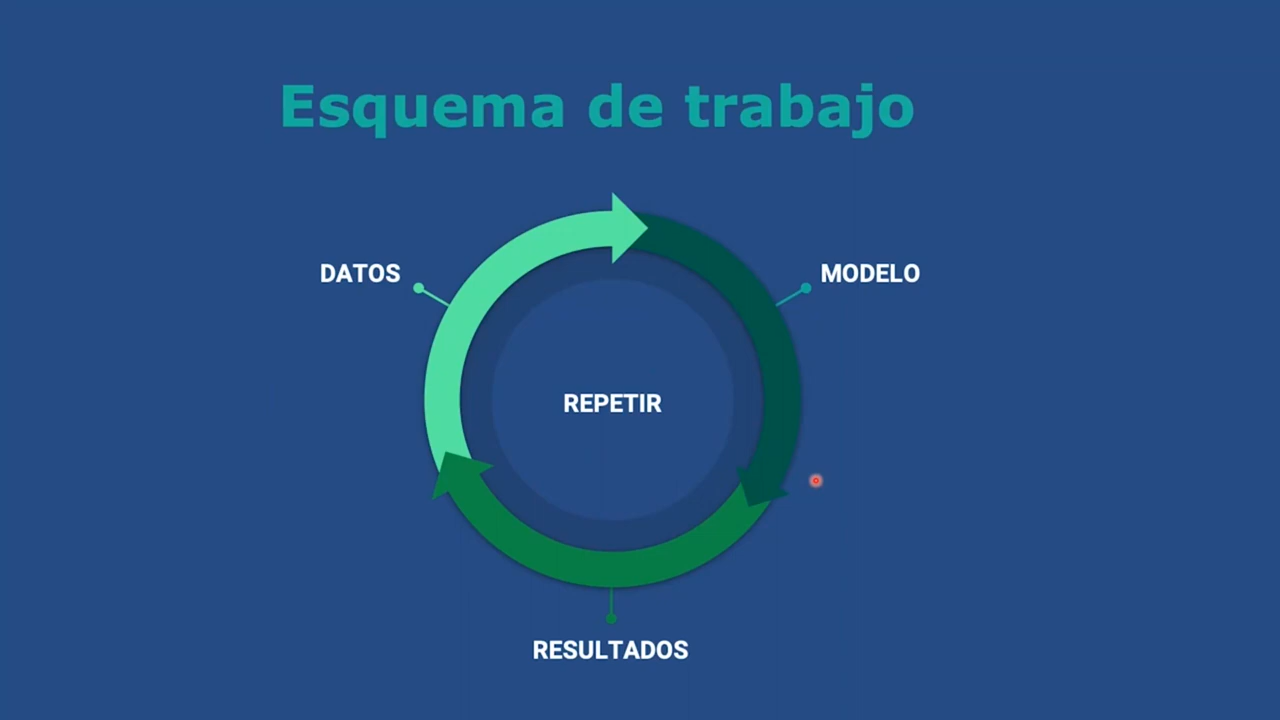 Esquema de trabajo
DATOS
MODELO
REPETIR
RESULTADOS